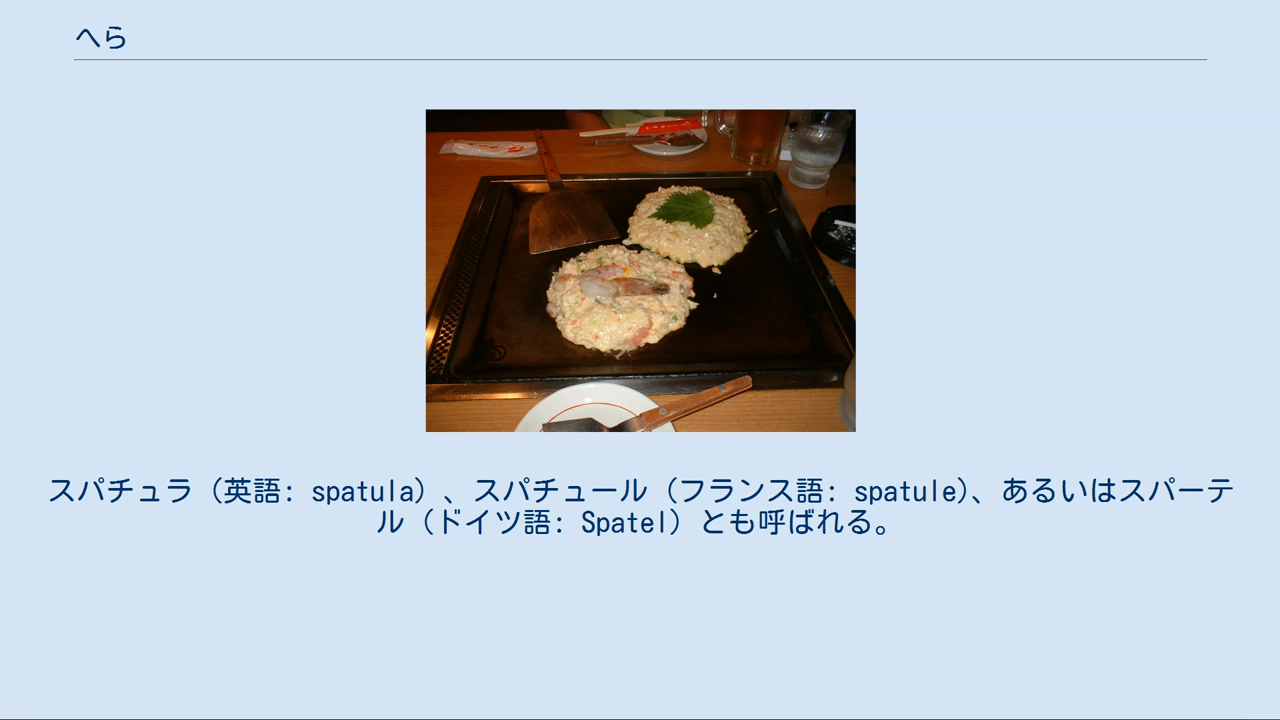 へら
スパチュラ（英語: spatula）、スパチュール（フランス語: spatule)、あるいはスパーテ
ル（ドイツ語: Spatel）とも呼ばれる。